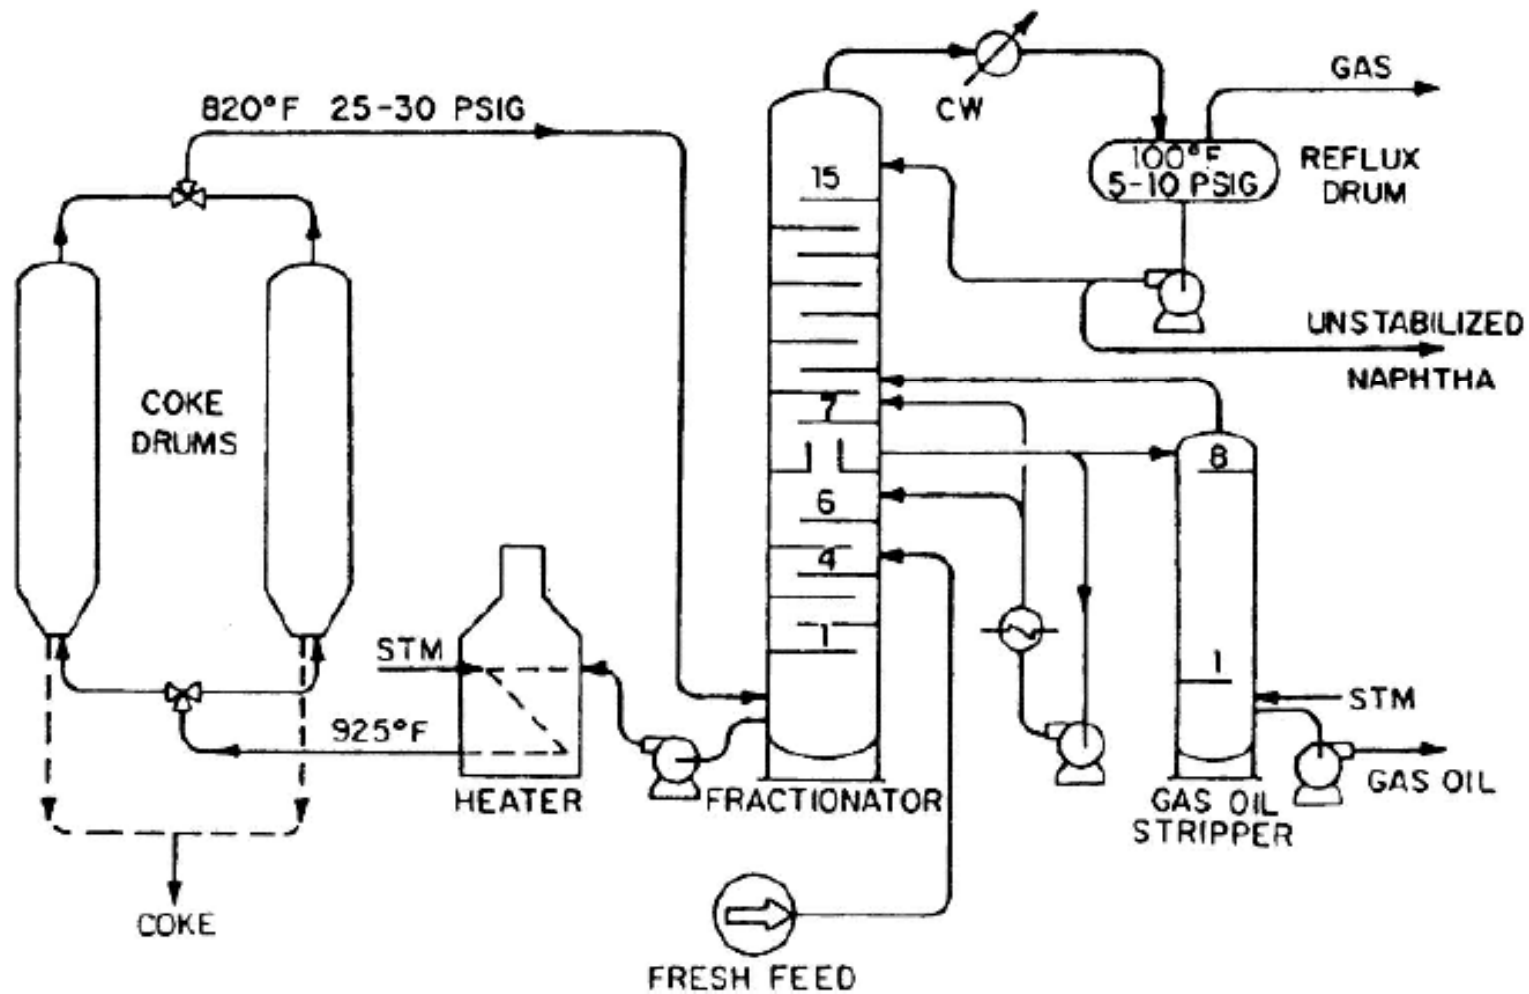 820°F 25-30 PSIG
CW
GAS
100°F
5-10 PSIG
REFLUX
DRUM
15
UNSTABILIZED
NAPHTHA
COKE
DRUMS
7
8
6
4
1
1
STM
STM
925°F
HEATER
FRACTIONATOR
GAS OIL
STRIPPER
GAS OIL
COKE
FRESH FEED